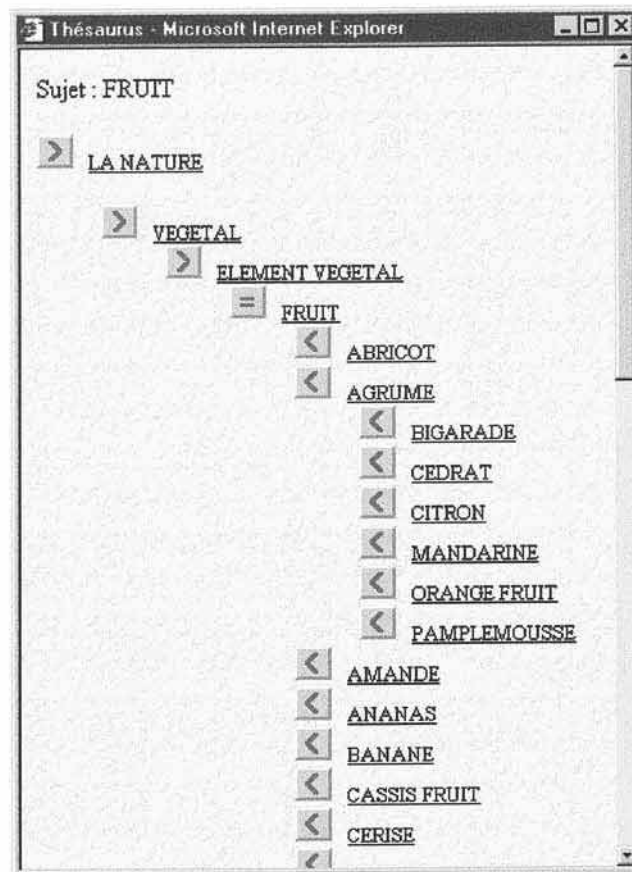 Thésaurus - Microsoft Internet Explorer
Sujet : FRUIT
> LA NATURE
> VEGETAL
> ELEMENT VEGETAL
= FRUIT
< ABRICOT
< AGRUME
< BIGARADE
< CEDRAT
< CITRON
< MANDARINE
< ORANGE FRUIT
< PAMPLEMOUSSE
< AMANDE
< ANANAS
< BANANE
< CASSIS FRUIT
< CERISE